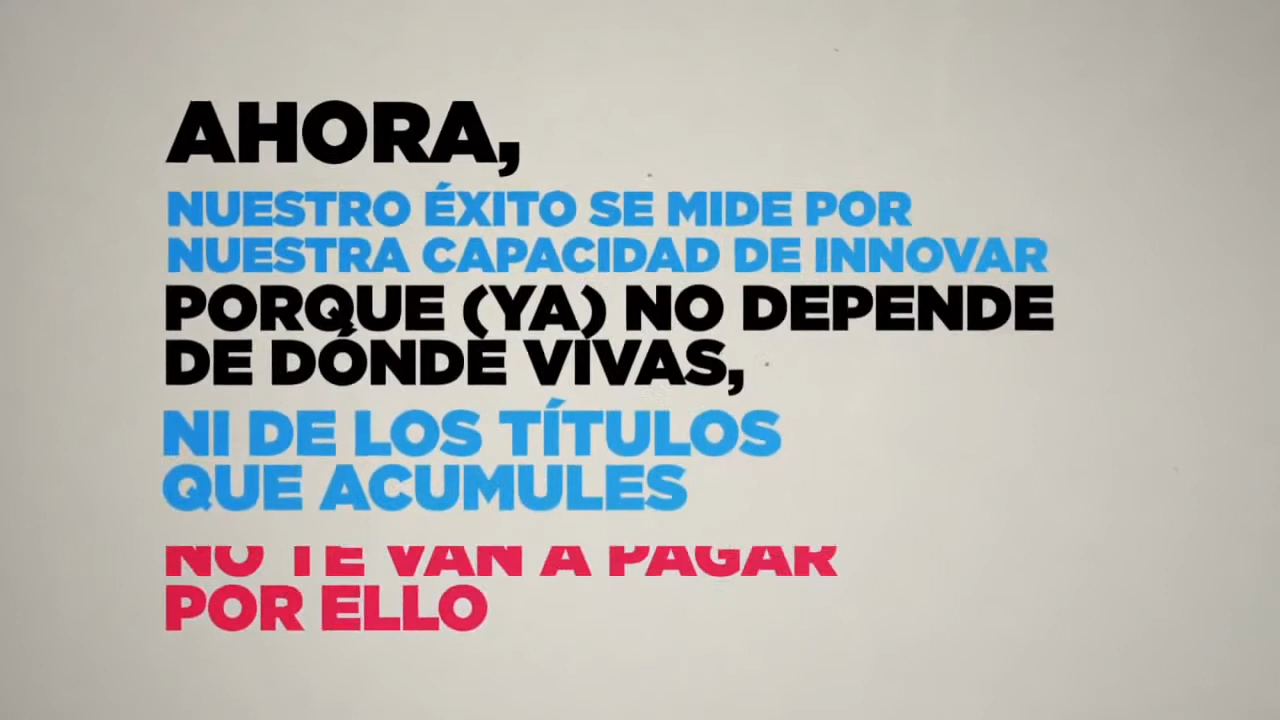 AHORA,
NUESTRO ÉXITO SE MIDE POR
NUESTRA CAPACIDAD DE INNOVAR
PORQUE (YA) NO DEPENDE
DE DÓNDE VIVAS,
NI DE LOS TÍTULOS
QUE ACUMULES
NO TE VAN A PAGAR
POR ELLO